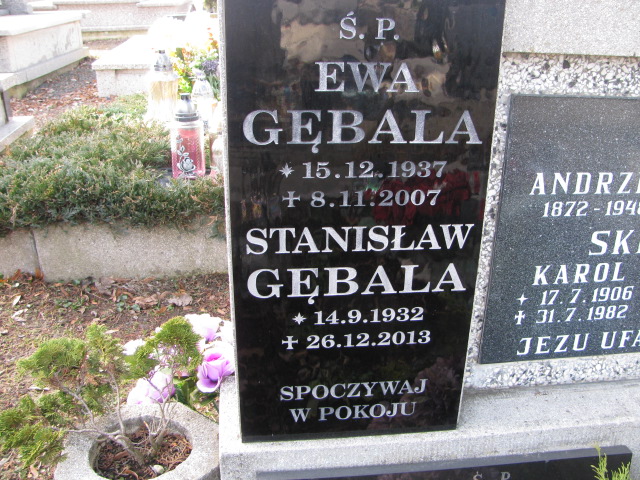 Ś. P.
EWA
GĘBALA
* 15.12.1937
✝ 8.11.2007
STANISŁAW
GĘBALA
* 14.9.1932
✝ 26.12.2013
SPOCZYWAJ
W POKOJU
1872 - 1948
KAROL
* 17.7.1906
✝ 31.7.1982
JEZU
Ś. P.